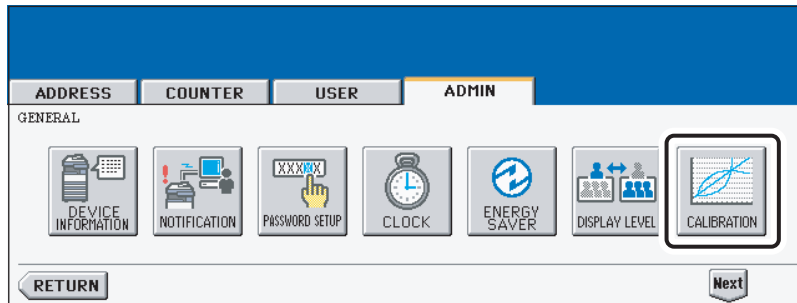 ADDRESS COUNTER USER ADMIN
GENERAL
XXXXX
DEVICE INFORMATION
NOTIFICATION
PASSWORD SETUP
CLOCK
ENERGY SAVER
DISPLAY LEVEL
CALIBRATION
RETURN
Next